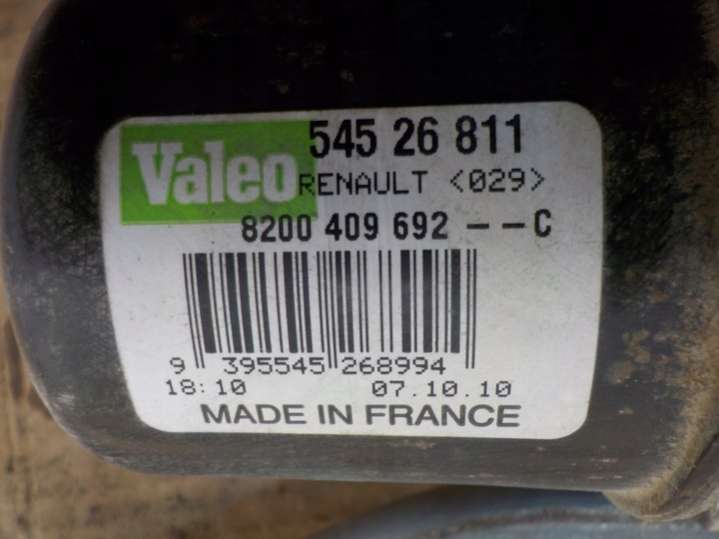 Valeo 545 26 811
RENAULT <029>
8200 409 692 --C
9 395545 268994
18:10 07.10.10
MADE IN FRANCE